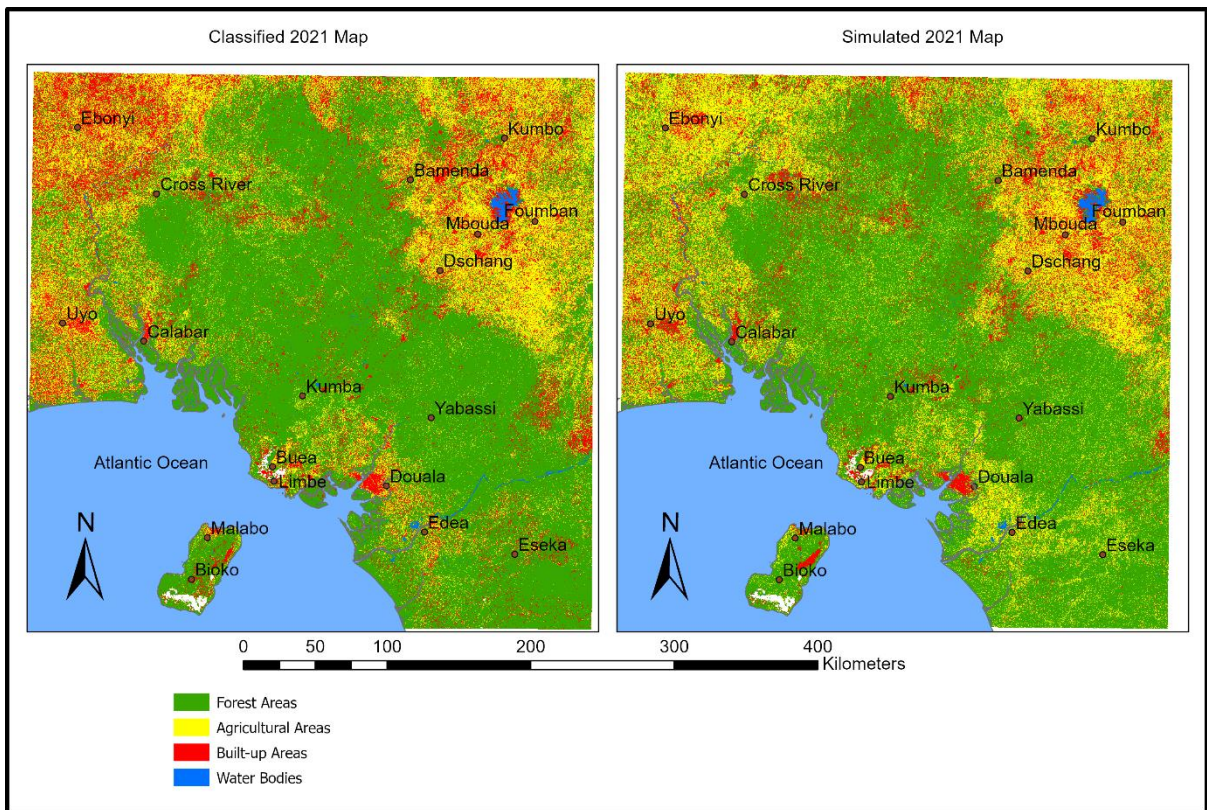 Classified 2021 Map
Simulated 2021 Map
Ebonyi
Kumbo
Bamenda
Cross River
Foumban
Mbouda
Dschang
Uyo
Calabar
Kumba
Yabassi
Buea
Atlantic Ocean
Limbe
Douala
N
Malabo
Edea
Eseka
Bioko
Ebonyi
Kumbo
Bamenda
Cross River
Foumban
Mbouda
Dschang
Uyo
Calabar
Kumba
Yabassi
Buea
Atlantic Ocean
Limbe
Douala
N
Malabo
Edea
Eseka
Bioko
0 50 100 200 300 400
Kilometers
Forest Areas
Agricultural Areas
Built-up Areas
Water Bodies